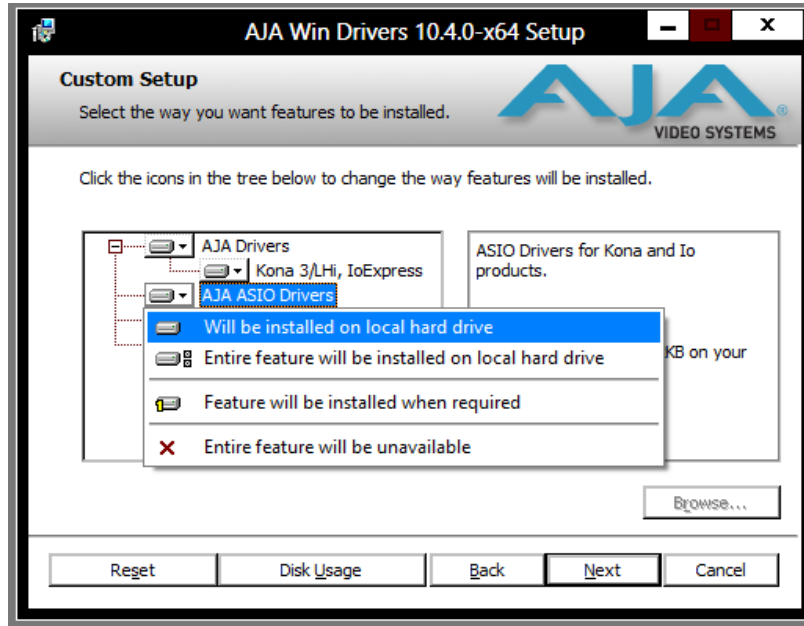 AJA Win Drivers 10.4.0-x64 Setup
Custom Setup
Select the way you want features to be installed.
AJA
VIDEO SYSTEMS
Click the icons in the tree below to change the way features will be installed.
AJA Drivers
Kona 3/LHi, IoExpress
AJA ASIO Drivers
ASIO Drivers for Kona and Io
products.
Will be installed on local hard drive
Entire feature will be installed on local hard drive
KB on your
Feature will be installed when required
Entire feature will be unavailable
Browse...
Reset Disk Usage Back Next Cancel